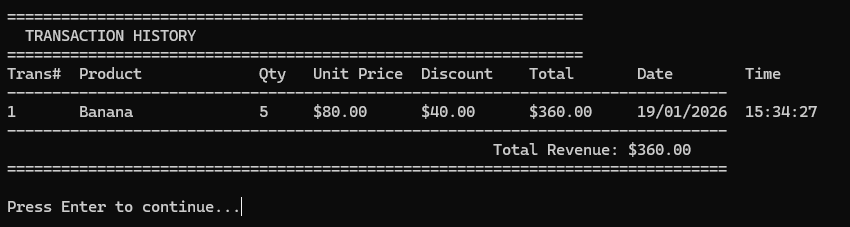 ================================================================
  TRANSACTION HISTORY
================================================================
Trans#  Product             Qty   Unit Price  Discount    Total       Date        Time
--------------------------------------------------------------------------------
1       Banana              5     $80.00      $40.00      $360.00     19/01/2026  15:34:27
--------------------------------------------------------------------------------
                                                      Total Revenue: $360.00
================================================================================
Press Enter to continue...